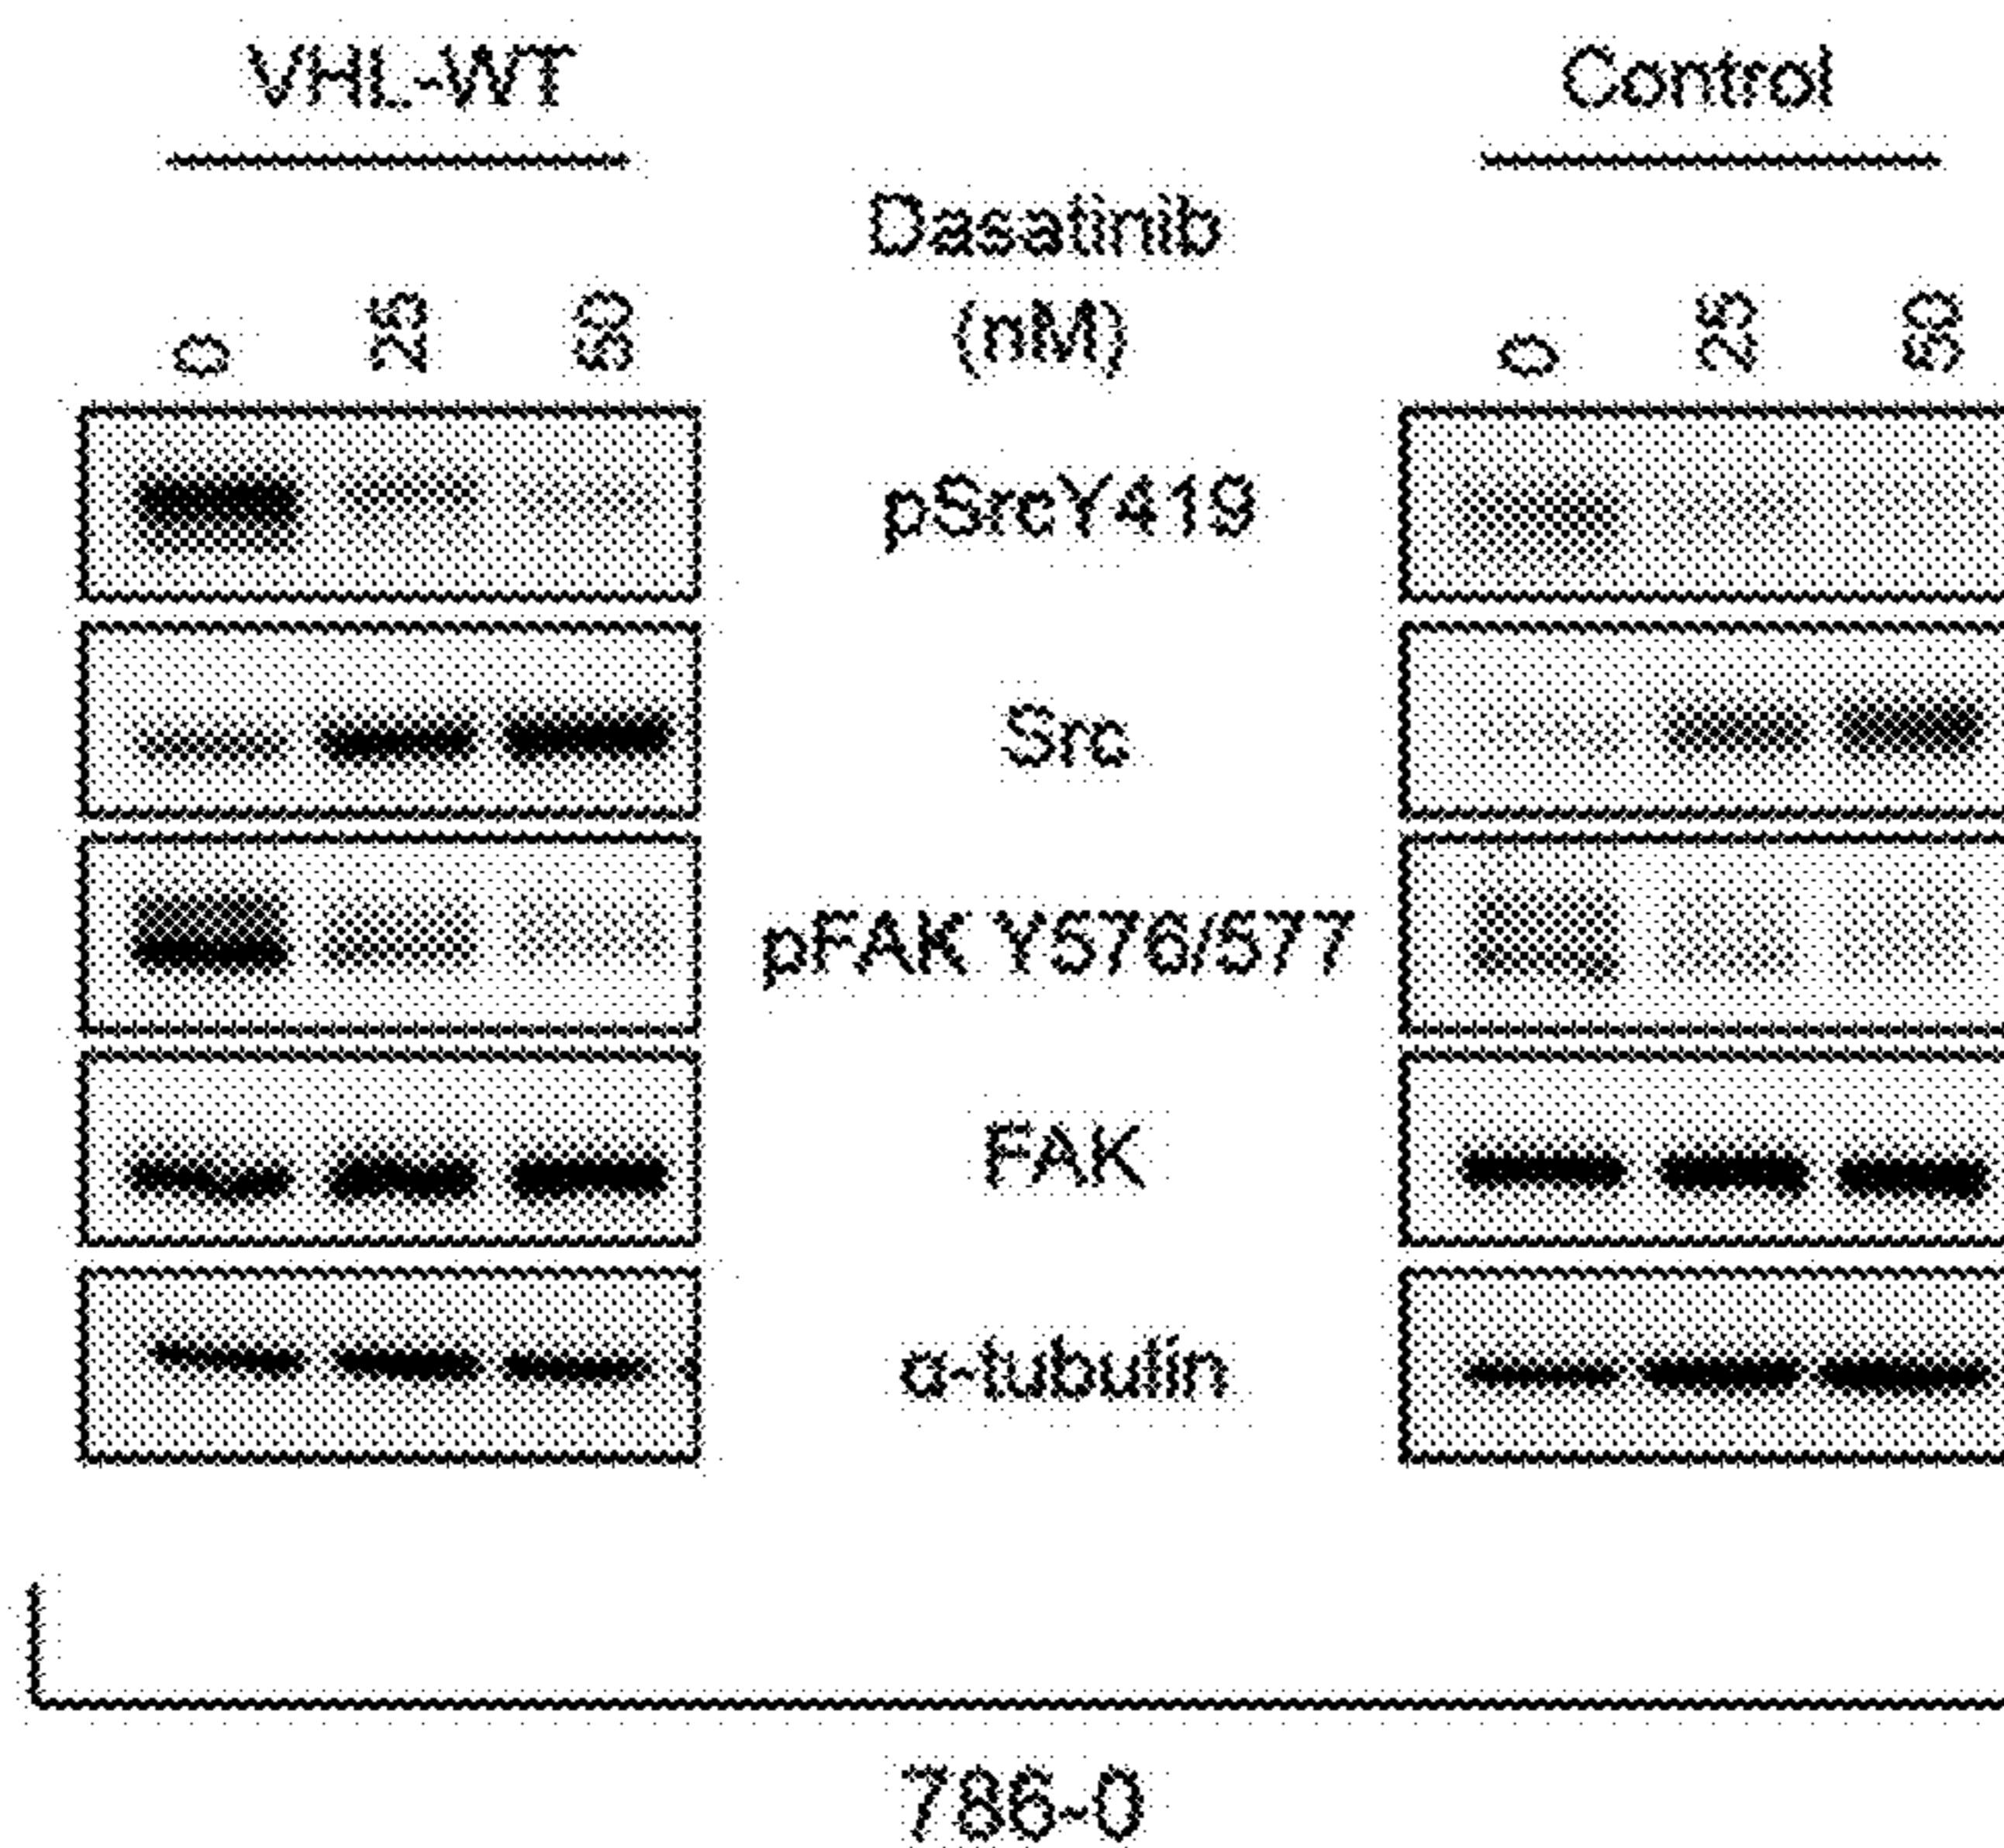 VHL-WT
Control
Dasatinib
(nM)
0 25 50
0 25 50
pSrcY419
Src
pFAK Y576/577
FAK
α-tubulin
786-0